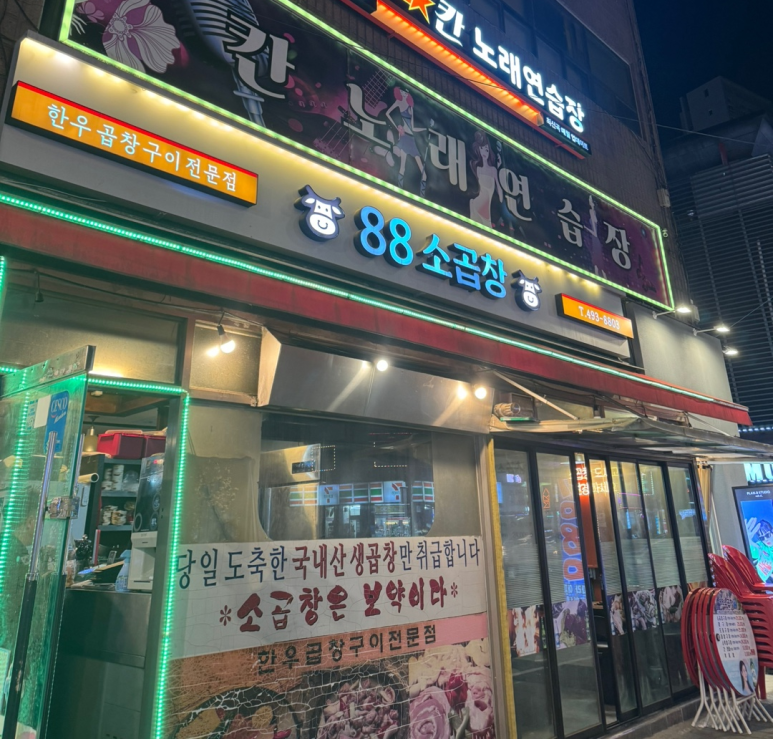 칸 노래연습장
칸 노래연습장
한우곱창구이전문점
88 소곱창
T.493-8803
CESCO
당일도축한 국내산생곱창만 취급합니다
*소곱창은 보약이다*
한우곱창구이전문점